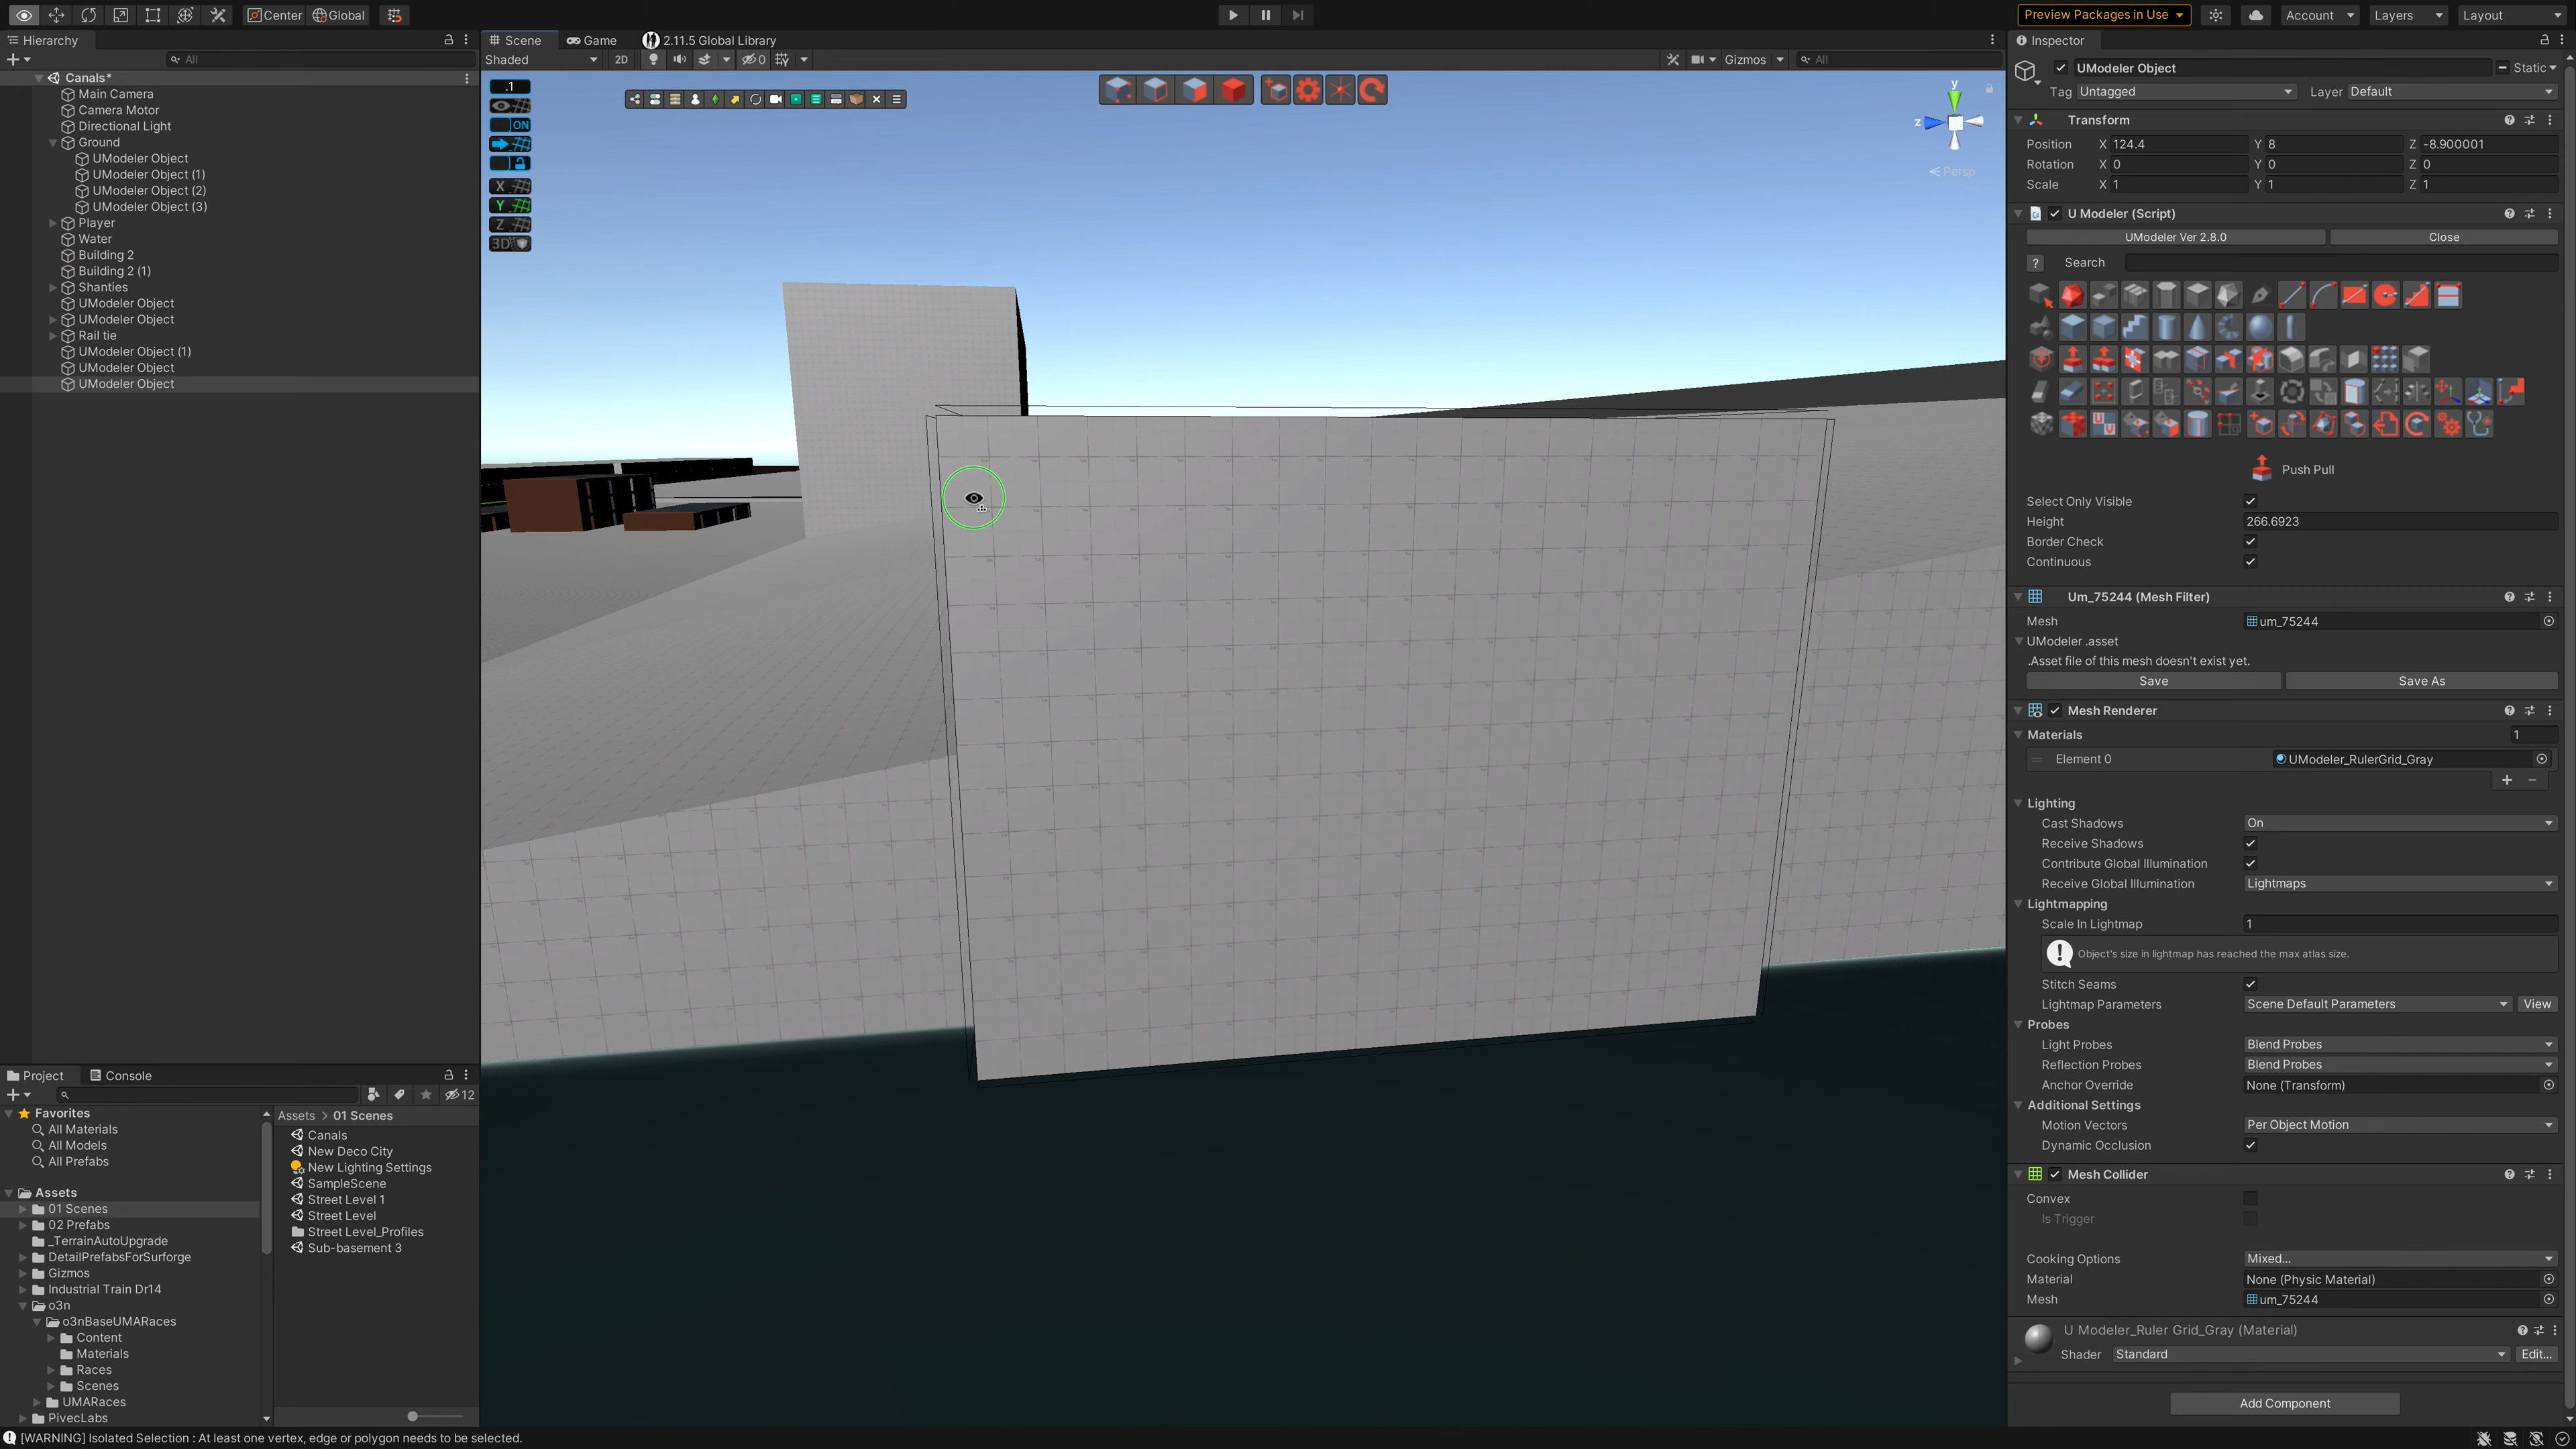 Center
Global
Preview Packages in Use
Account
Layers
Layout
Hierarchy
All
Canals*
Main Camera
Camera Motor
Directional Light
Ground
UModeler Object
UModeler Object (1)
UModeler Object (2)
UModeler Object (3)
Player
Water
Building 2
Building 2 (1)
Shanties
UModeler Object
UModeler Object
Rail tie
UModeler Object (1)
UModeler Object
UModeler Object
Scene
Game
2.11.5 Global Library
Shaded
2D
0
Gizmos
All
.1
ON
X
Y
Z
3D
y
z
Persp
Inspector
UModeler Object
Static
Tag Untagged
Layer Default
Transform
Position X 124.4 Y 8 Z -8.900001
Rotation X 0 Y 0 Z 0
Scale X 1 Y 1 Z 1
U Modeler (Script)
UModeler Ver 2.8.0
Close
? Search
Push Pull
Select Only Visible
Height 266.6923
Border Check
Continuous
Um_75244 (Mesh Filter)
Mesh um_75244
UModeler .asset
.Asset file of this mesh doesn't exist yet.
Save
Save As
Mesh Renderer
Materials 1
Element 0 UModeler_RulerGrid_Gray
Lighting
Cast Shadows On
Receive Shadows
Contribute Global Illumination
Receive Global Illumination Lightmaps
Lightmapping
Scale In Lightmap 1
Object's size in lightmap has reached the max atlas size.
Stitch Seams
Lightmap Parameters Scene Default Parameters View
Probes
Light Probes Blend Probes
Reflection Probes Blend Probes
Anchor Override None (Transform)
Additional Settings
Motion Vectors Per Object Motion
Dynamic Occlusion
Mesh Collider
Convex
Is Trigger
Cooking Options Mixed...
Material None (Physic Material)
Mesh um_75244
U Modeler_Ruler Grid_Gray (Material)
Shader Standard Edit...
Add Component
Project
Console
12
Favorites
All Materials
All Models
All Prefabs
Assets
01 Scenes
02 Prefabs
_TerrainAutoUpgrade
DetailPrefabsForSurforge
Gizmos
Industrial Train Dr14
o3n
o3nBaseUMARaces
Content
Materials
Races
Scenes
UMARaces
PivecLabs
Assets > 01 Scenes
Canals
New Deco City
New Lighting Settings
SampleScene
Street Level 1
Street Level
Street Level_Profiles
Sub-basement 3
[WARNING] Isolated Selection : At least one vertex, edge or polygon needs to be selected.